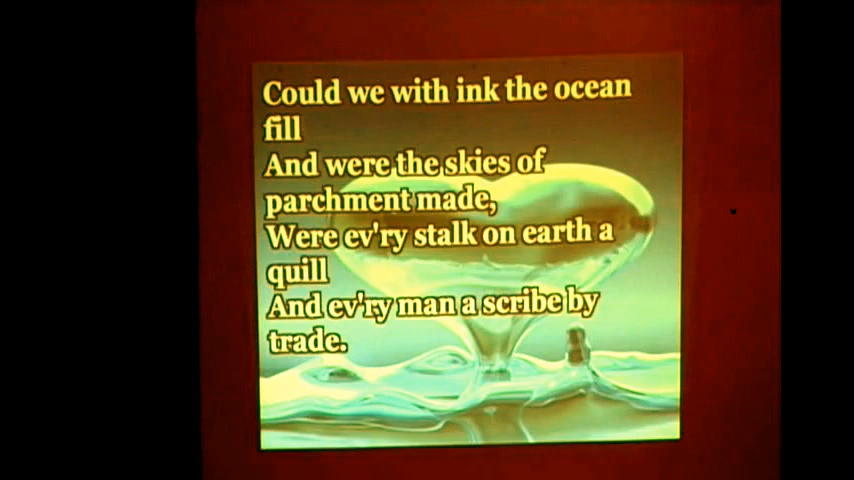 Could we with ink the ocean
fill
And were the skies of
parchment made,
Were ev'ry stalk on earth a
quill
And ev'ry man a scribe by
trade.